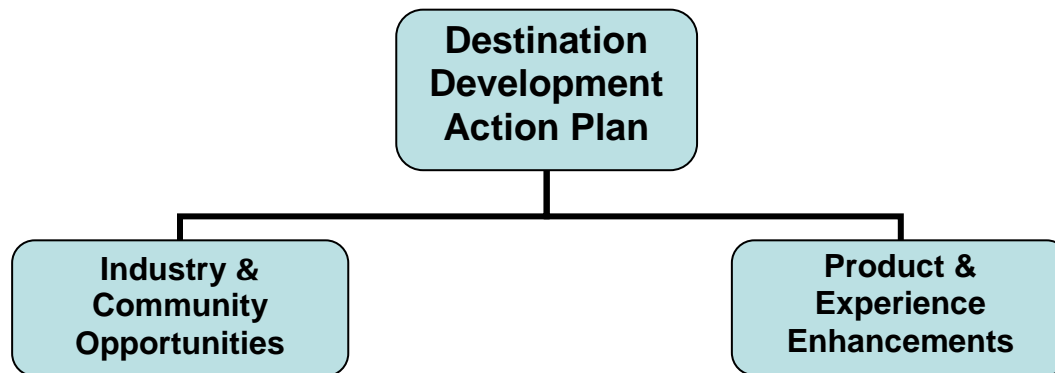 Destination
Development
Action Plan
Industry &
Community
Opportunities
Product &
Experience
Enhancements